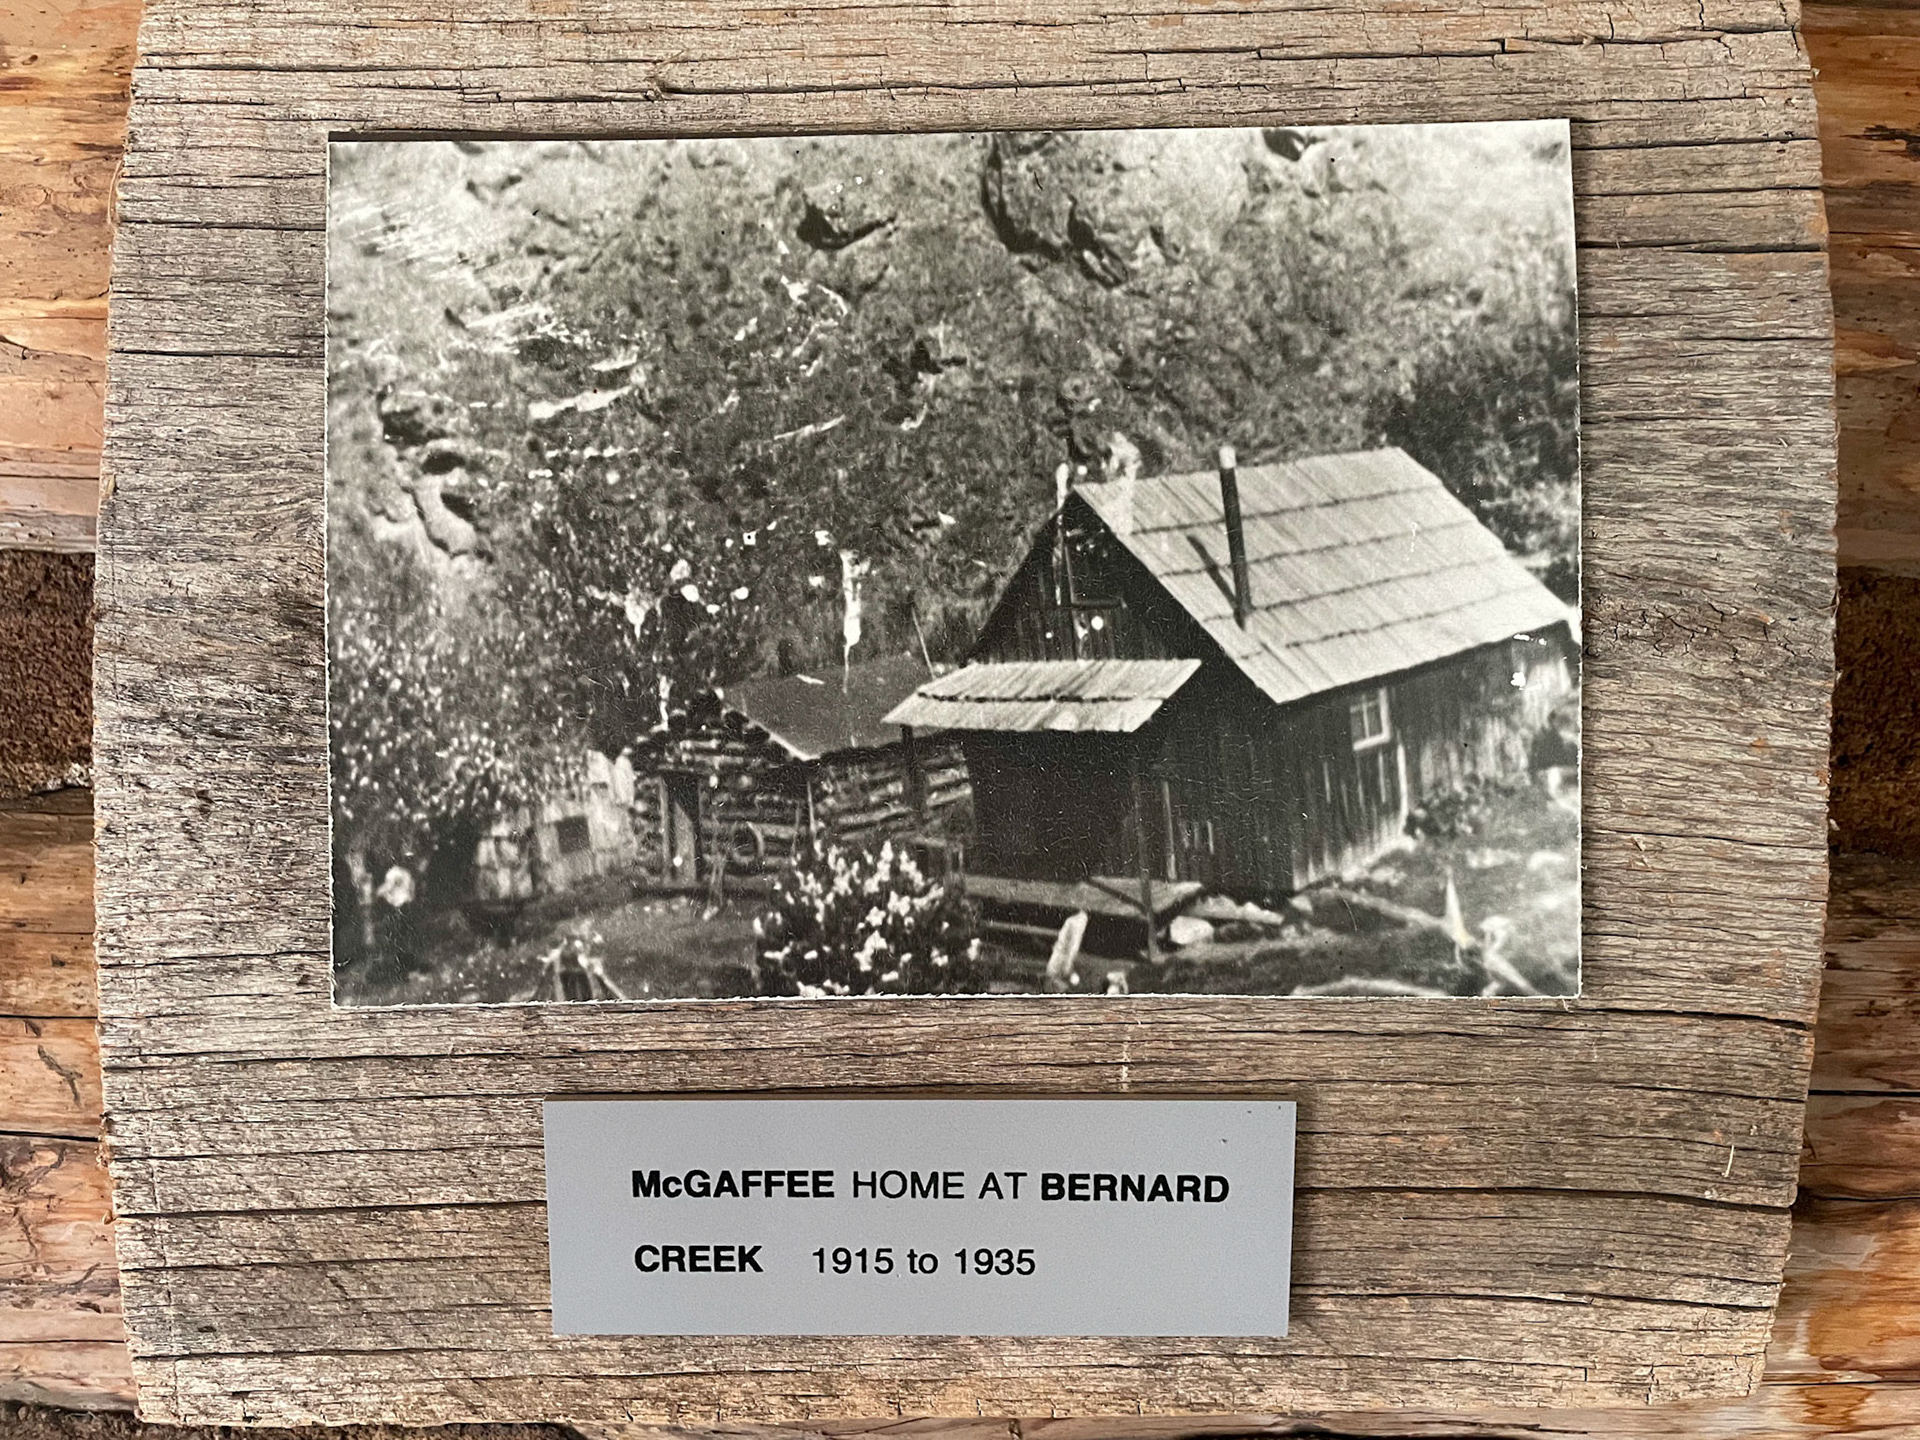 McGAFFEE HOME AT BERNARD
CREEK 1915 to 1935